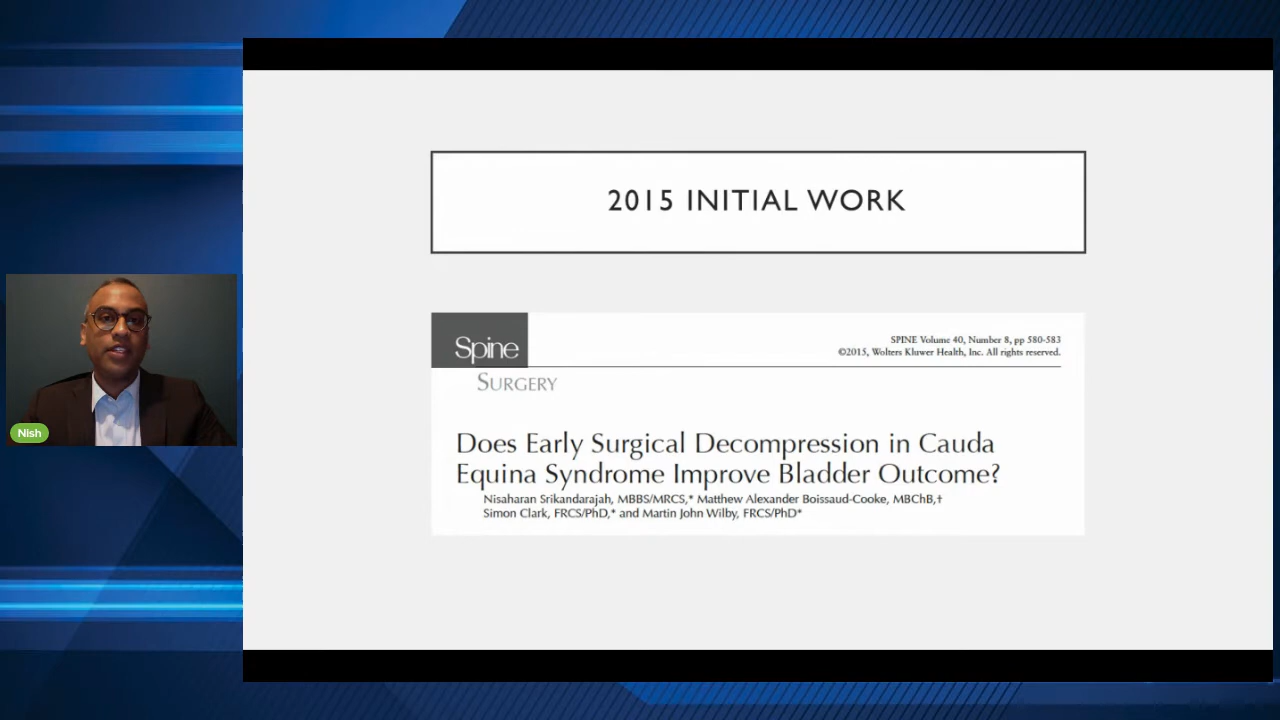 2015 INITIAL WORK
Spine
SPINE Volume 40, Number 8, pp 580-583
©2015, Wolters Kluwer Health, Inc. All rights reserved.
SURGERY
Does Early Surgical Decompression in Cauda
Equina Syndrome Improve Bladder Outcome?
Nisaharan Srikandarajah, MBBS/MRCS,* Matthew Alexander Boissaud-Cooke, MBChB,†
Simon Clark, FRCS/PhD,* and Martin John Wilby, FRCS/PhD*
Nish